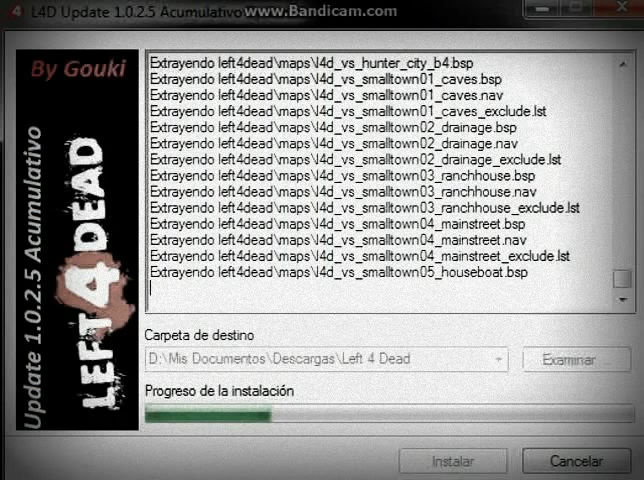 L4D Update 1.0.2.5 Acumulativo
www.Bandicam.com
By Gouki
Update 1.0.2.5 Acumulativo
LEFT4DEAD
Extrayendo left4dead\maps\l4d_vs_hunter_city_b4.bsp
Extrayendo left4dead\maps\l4d_vs_smalltown01_caves.bsp
Extrayendo left4dead\maps\l4d_vs_smalltown01_caves.nav
Extrayendo left4dead\maps\l4d_vs_smalltown01_caves_exclude.lst
Extrayendo left4dead\maps\l4d_vs_smalltown02_drainage.bsp
Extrayendo left4dead\maps\l4d_vs_smalltown02_drainage.nav
Extrayendo left4dead\maps\l4d_vs_smalltown02_drainage_exclude.lst
Extrayendo left4dead\maps\l4d_vs_smalltown03_ranchhouse.bsp
Extrayendo left4dead\maps\l4d_vs_smalltown03_ranchhouse.nav
Extrayendo left4dead\maps\l4d_vs_smalltown03_ranchhouse_exclude.lst
Extrayendo left4dead\maps\l4d_vs_smalltown04_mainstreet.bsp
Extrayendo left4dead\maps\l4d_vs_smalltown04_mainstreet.nav
Extrayendo left4dead\maps\l4d_vs_smalltown04_mainstreet_exclude.lst
Extrayendo left4dead\maps\l4d_vs_smalltown05_houseboat.bsp
Carpeta de destino
D:\Mis Documentos\Descargas\Left 4 Dead
Examinar ...
Progreso de la instalación
Instalar
Cancelar